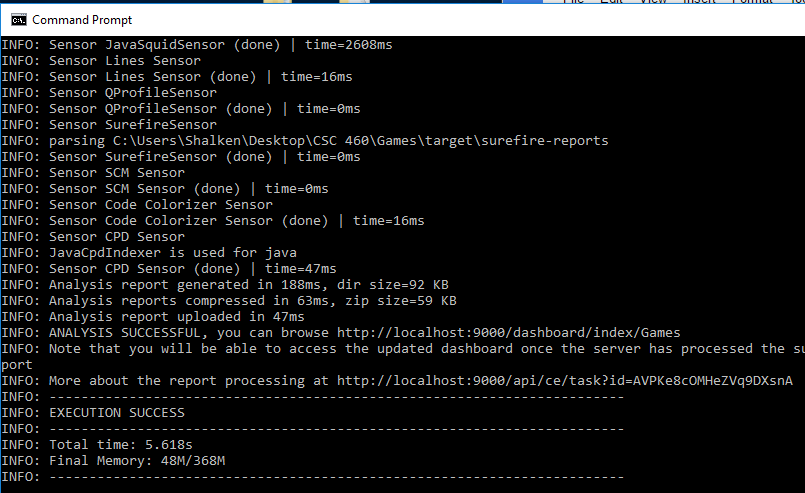 File Edit View Insert Format
Command Prompt
INFO: Sensor JavaSquidSensor (done) | time=2608ms
INFO: Sensor Lines Sensor
INFO: Sensor Lines Sensor (done) | time=16ms
INFO: Sensor QProfileSensor
INFO: Sensor QProfileSensor (done) | time=0ms
INFO: Sensor SurefireSensor
INFO: parsing C:\Users\Shalken\Desktop\CSC 460\Games\target\surefire-reports
INFO: Sensor SurefireSensor (done) | time=0ms
INFO: Sensor SCM Sensor
INFO: Sensor SCM Sensor (done) | time=0ms
INFO: Sensor Code Colorizer Sensor
INFO: Sensor Code Colorizer Sensor (done) | time=16ms
INFO: Sensor CPD Sensor
INFO: JavaCpdIndexer is used for java
INFO: Sensor CPD Sensor (done) | time=47ms
INFO: Analysis report generated in 188ms, dir size=92 KB
INFO: Analysis reports compressed in 63ms, zip size=59 KB
INFO: Analysis report uploaded in 47ms
INFO: ANALYSIS SUCCESSFUL, you can browse http://localhost:9000/dashboard/index/Games
INFO: Note that you will be able to access the updated dashboard once the server has processed the su
port
INFO: More about the report processing at http://localhost:9000/api/ce/task?id=AVPKe8cOMHeZVq9DXsnA
INFO: ------------------------------------------------------------------------
INFO: EXECUTION SUCCESS
INFO: ------------------------------------------------------------------------
INFO: Total time: 5.618s
INFO: Final Memory: 48M/368M
INFO: ------------------------------------------------------------------------